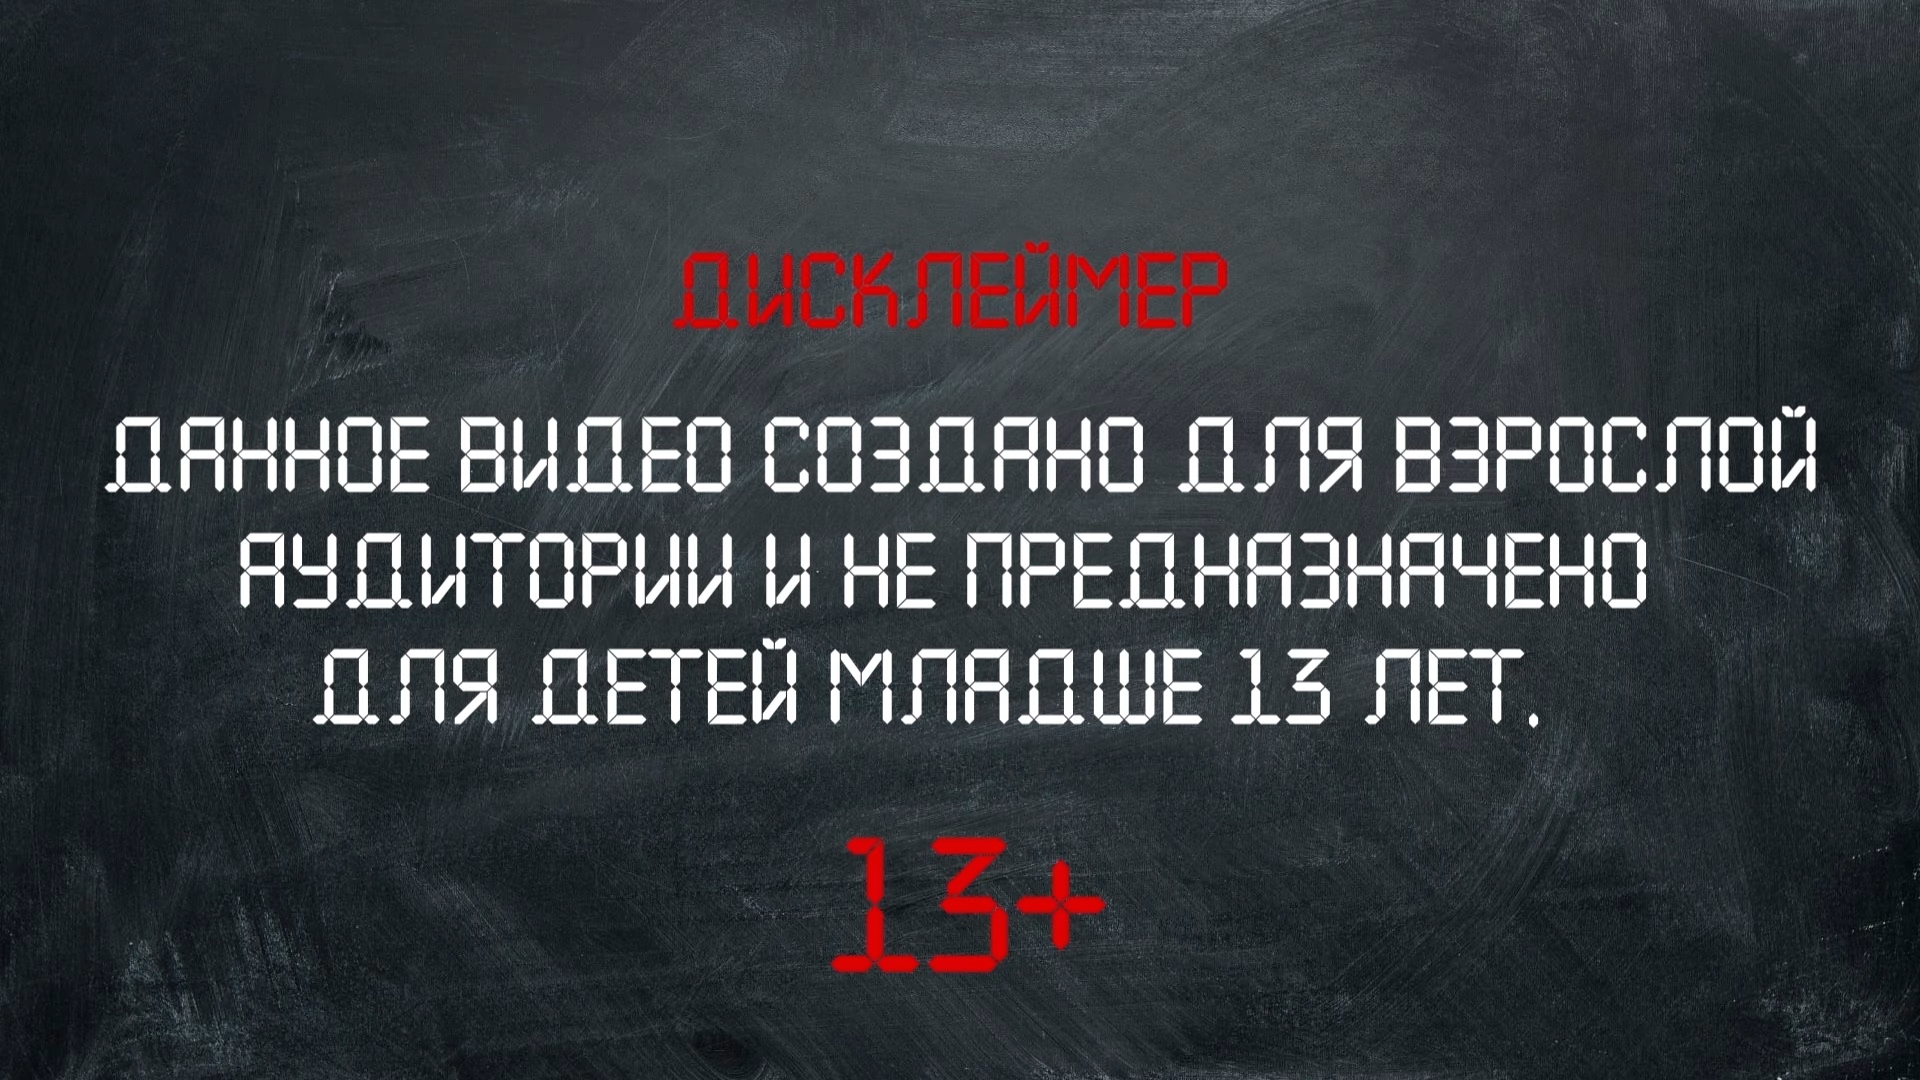 ДИСКЛЕЙМЕР
ДАННОЕ ВИДЕО СОЗДАНО ДЛЯ ВЗРОСЛОЙ
АУДИТОРИИ И НЕ ПРЕДНАЗНАЧЕНО
ДЛЯ ДЕТЕЙ МЛАДШЕ 13 ЛЕТ.
13+